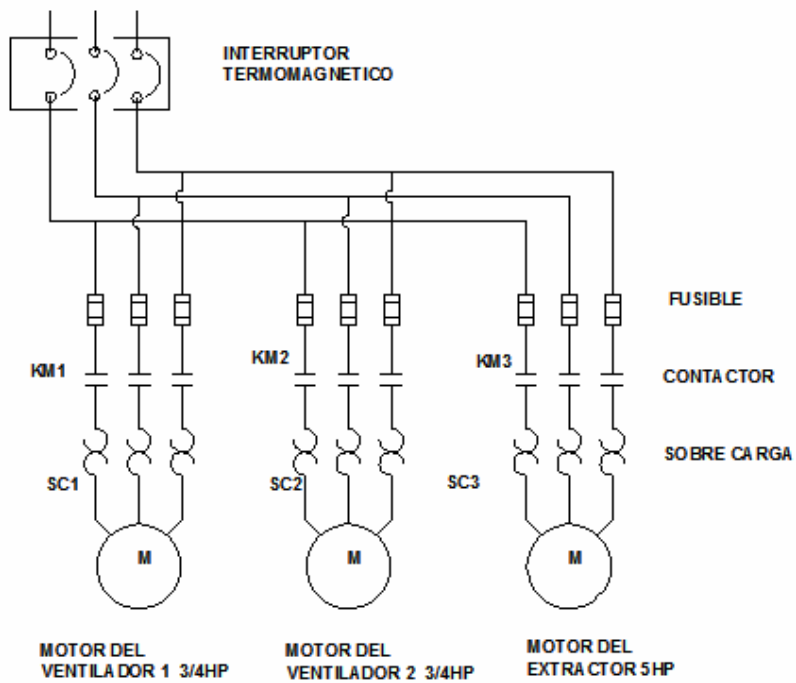 INTERRUPTOR
TERMOMAGNETICO
FUSIBLE
KM1
KM2
KM3
CONTACTOR
SC1
SC2
SC3
SOBRE CARGA
M
M
M
MOTOR DEL
VENTILADOR 1 3/4HP
MOTOR DEL
VENTILADOR 2 3/4HP
MOTOR DEL
EXTRACTOR 5HP